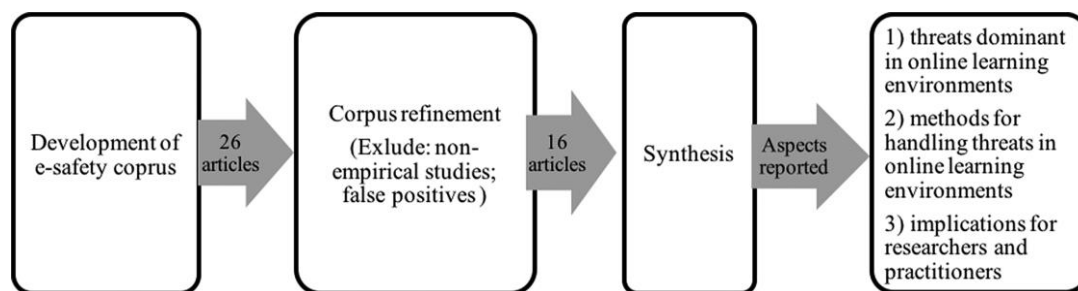 Development of
e-safety coprus
26
articles
Corpus refinement
(Exlude: non-
empirical studies;
false positives )
16
articles
Synthesis
Aspects
reported
1) threats dominant
in online learning
environments
2) methods for
handling threats in
online learning
environments
3) implications for
researchers and
practitioners